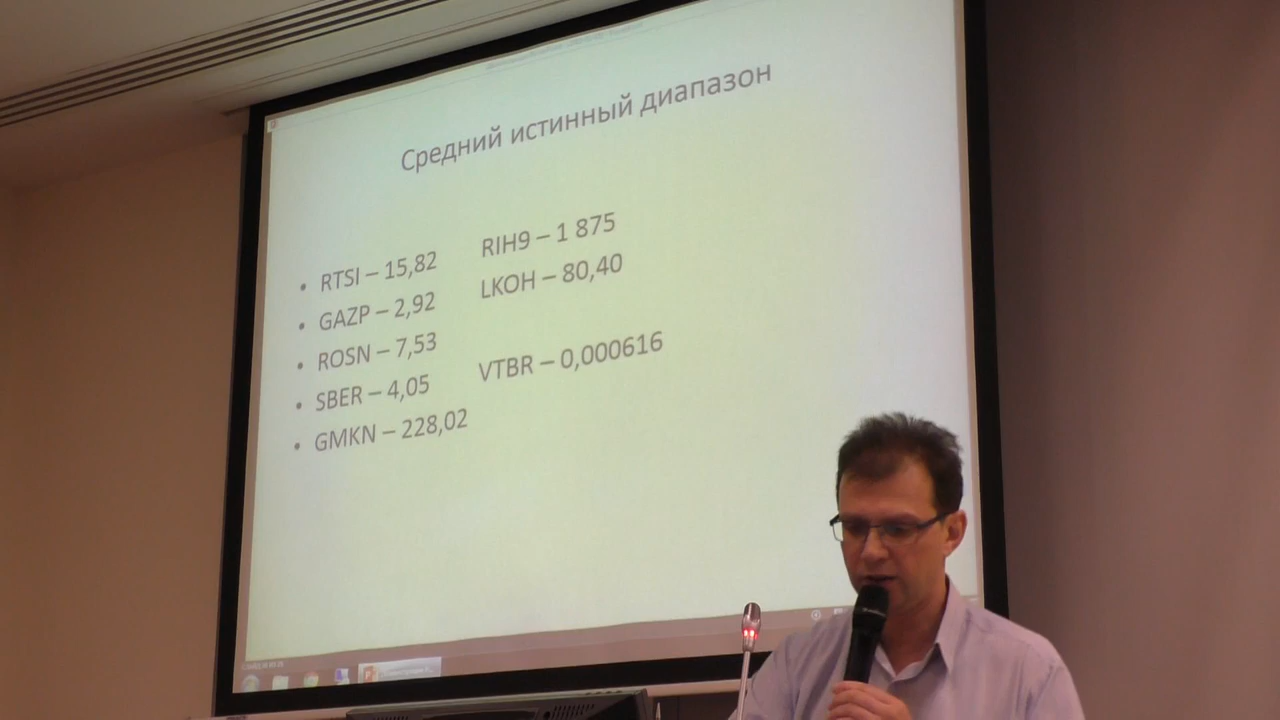 Средний истинный диапазон
• RTSI – 15,82 RIH9 – 1 875
• GAZP – 2,92 LKOH – 80,40
• ROSN – 7,53
• SBER – 4,05 VTBR – 0,000616
• GMKN – 228,02